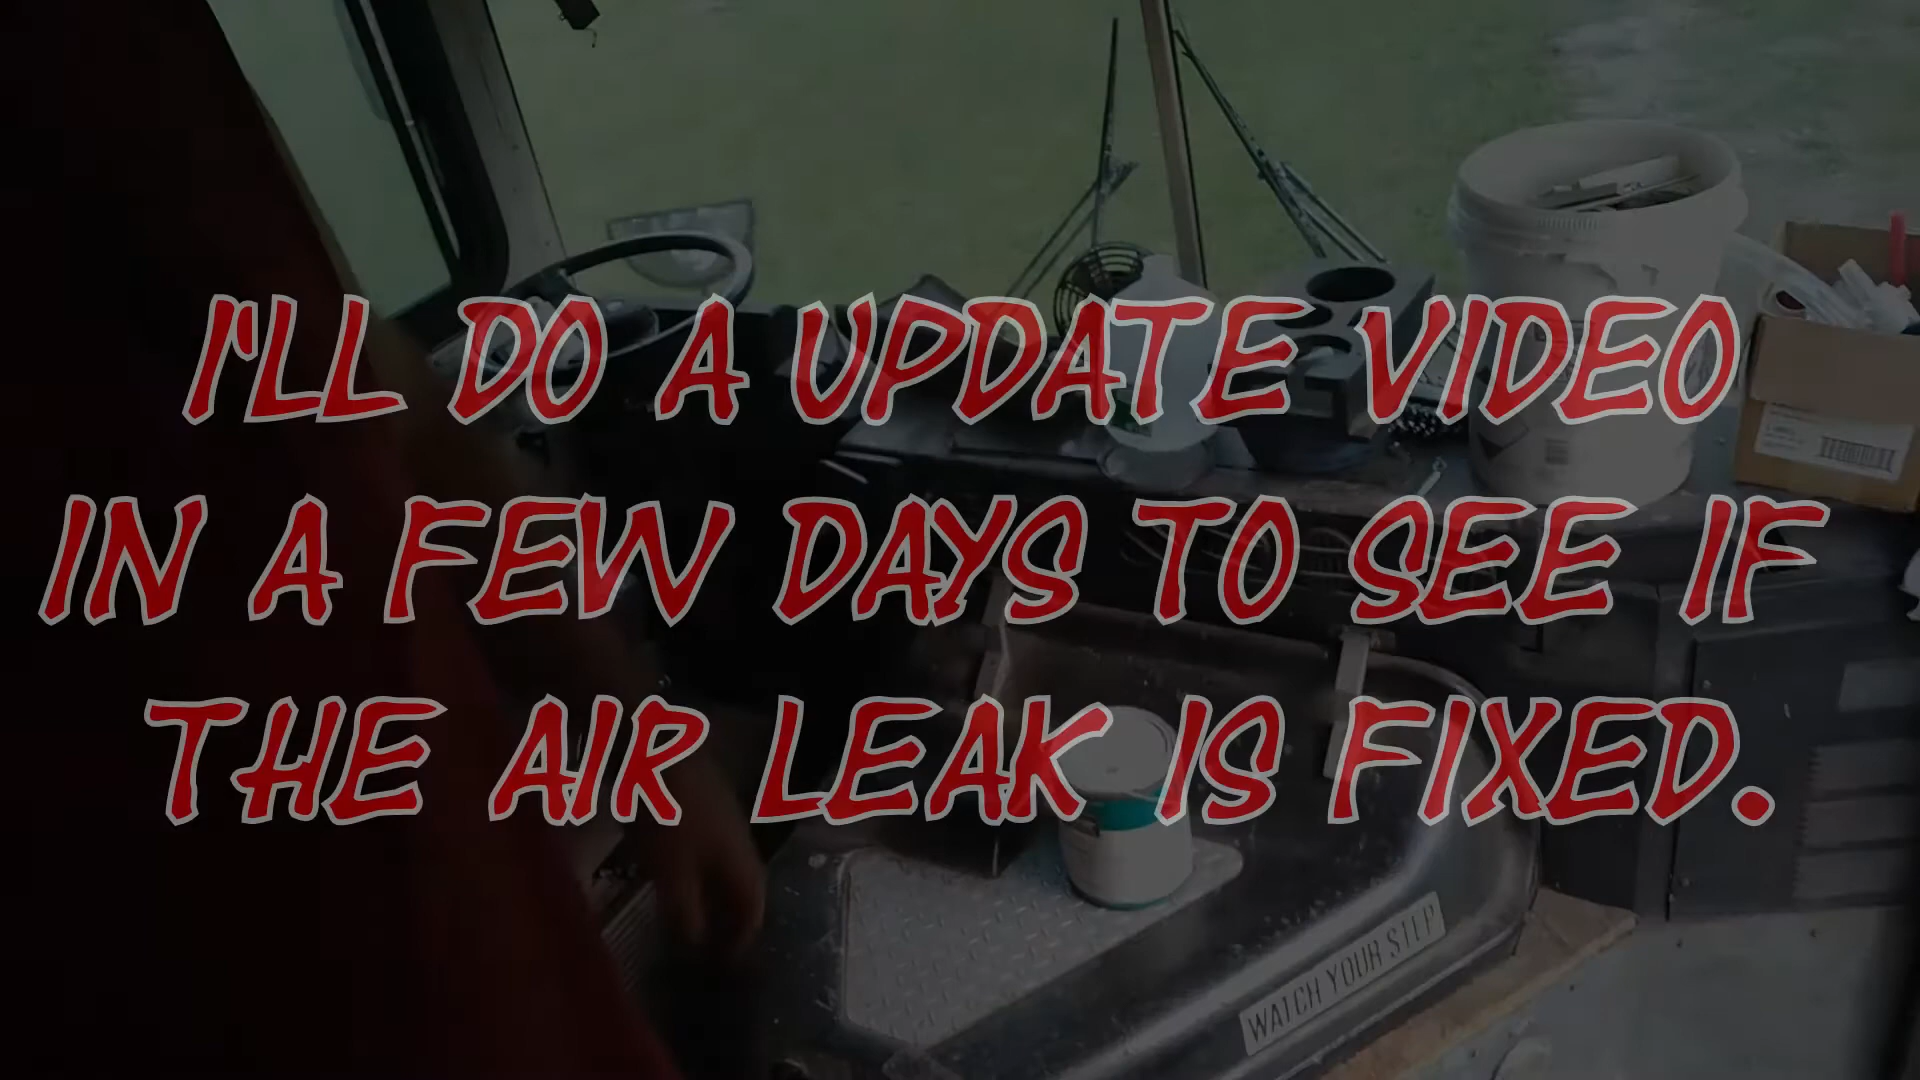 I'LL DO A UPDATE VIDEO
IN A FEW DAYS TO SEE IF
THE AIR LEAK IS FIXED.
WATCH YOUR STEP